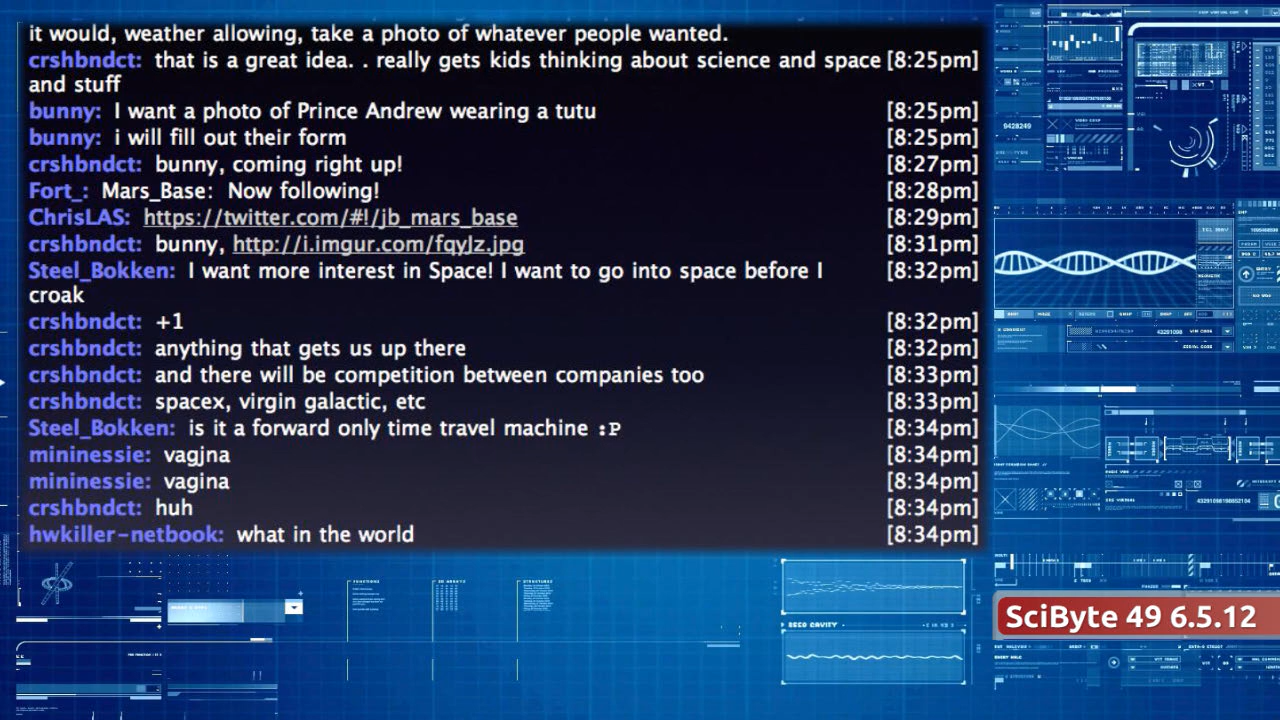 it would, weather allowing, take a photo of whatever people wanted.
crshbndct: that is a great idea. . really gets kids thinking about science and space [8:25pm]
and stuff
bunny: I want a photo of Prince Andrew wearing a tutu [8:25pm]
bunny: i will fill out their form [8:25pm]
crshbndct: bunny, coming right up! [8:27pm]
Fort_: Mars_Base: Now following! [8:28pm]
ChrisLAS: https://twitter.com/#!/jb_mars_base [8:29pm]
crshbndct: bunny, http://i.imgur.com/fqyJz.jpg [8:31pm]
Steel_Bokken: I want more interest in Space! I want to go into space before I [8:32pm]
croak
crshbndct: +1 [8:32pm]
crshbndct: anything that gets us up there [8:32pm]
crshbndct: and there will be competition between companies too [8:33pm]
crshbndct: spacex, virgin galactic, etc [8:33pm]
Steel_Bokken: is it a forward only time travel machine :P [8:34pm]
mininessie: vagjna [8:34pm]
mininessie: vagina [8:34pm]
crshbndct: huh [8:34pm]
hwkiller-netbook: what in the world [8:34pm]
9428249
SciByte 49 6.5.12